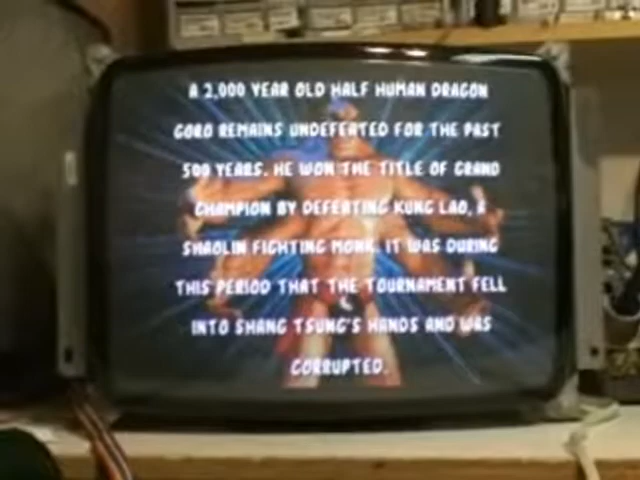 A 2,000 YEAR OLD HALF HUMAN DRAGON
GORO REMAINS UNDEFEATED FOR THE PAST
500 YEARS. HE WON THE TITLE OF GRAND
CHAMPION BY DEFEATING KUNG LAO, A
SHAOLIN FIGHTING MONK. IT WAS DURING
THIS PERIOD THAT THE TOURNAMENT FELL
INTO SHANG TSUNG'S HANDS AND WAS
CORRUPTED.